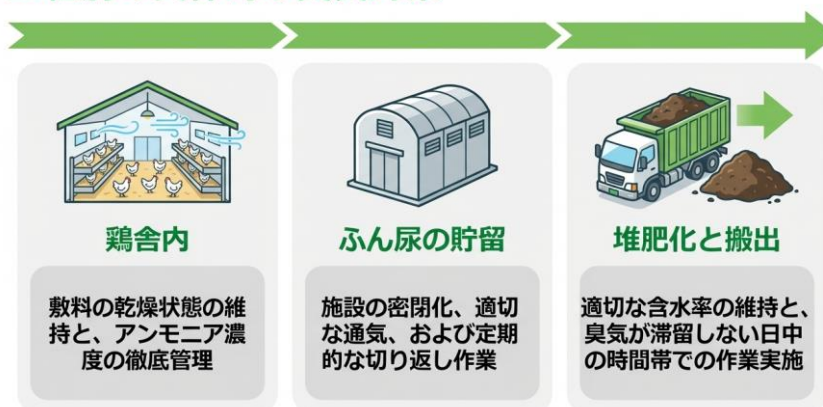 鶏舎内
敷料の乾燥状態の維
持と、アンモニア濃
度の徹底管理
ふん尿の貯留
施設の密閉化、適切
な通気、および定期
的な切り返し作業
堆肥化と搬出
適切な含水率の維持と、
臭気が滞留しない日中
の時間帯での作業実施